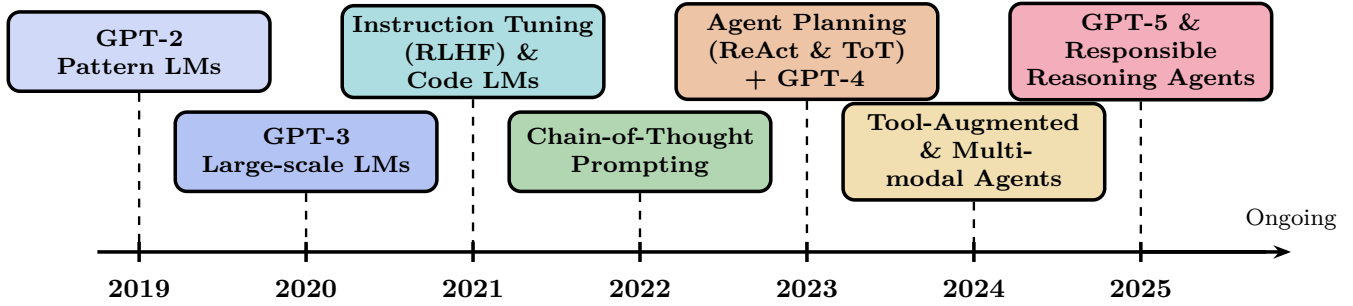 GPT-2
Pattern LMs
GPT-3
Large-scale LMs
Instruction Tuning
(RLHF) &
Code LMs
Chain-of-Thought
Prompting
Agent Planning
(ReAct & ToT)
+ GPT-4
Tool-Augmented
& Multi-
modal Agents
GPT-5 &
Responsible
Reasoning Agents
Ongoing
2019
2020
2021
2022
2023
2024
2025